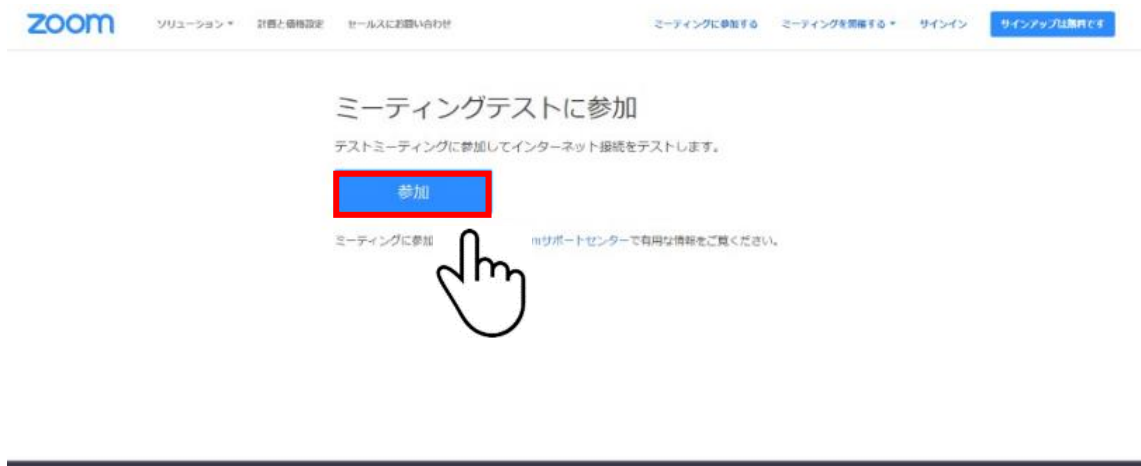 zoom
ソリューション
計画と価格設定
セールスにお問い合わせ
ミーティングに参加する
ミーティングを開催する
サインイン
サインアップは無料です
ミーティングテストに参加
テストミーティングに参加してインターネット接続をテストします。
参加
ミーティングに参加 mサポートセンターで有用な情報をご覧ください。